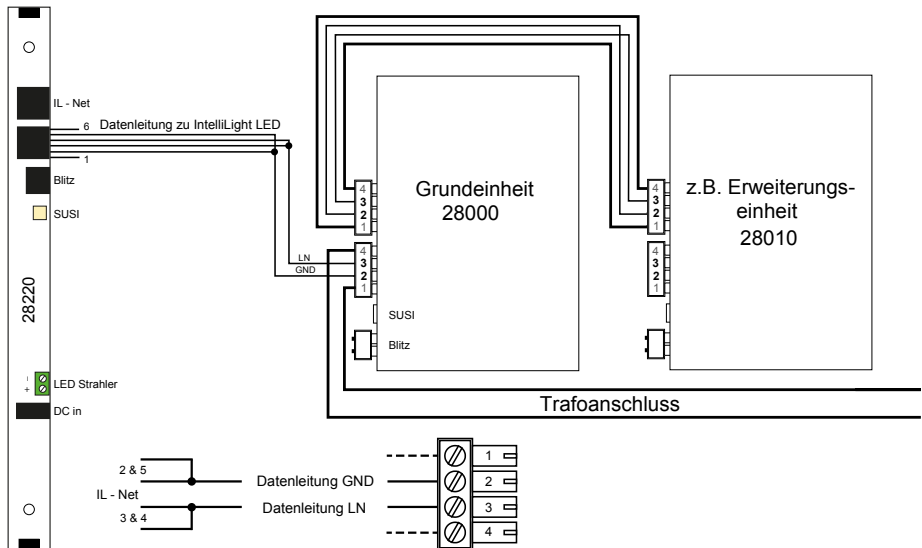 IL - Net
6
Datenleitung zu IntelliLight LED
1
Blitz
SUSI
28220
-
+
LED Strahler
DC in
4
3
2
1
4
3
2
1
LN
GND
Grundeinheit
28000
SUSI
Blitz
4
3
2
1
4
3
2
1
z.B. Erweiterungs-
einheit
28010
Trafoanschluss
2 & 5
IL - Net
3 & 4
Datenleitung GND
Datenleitung LN
1
2
3
4